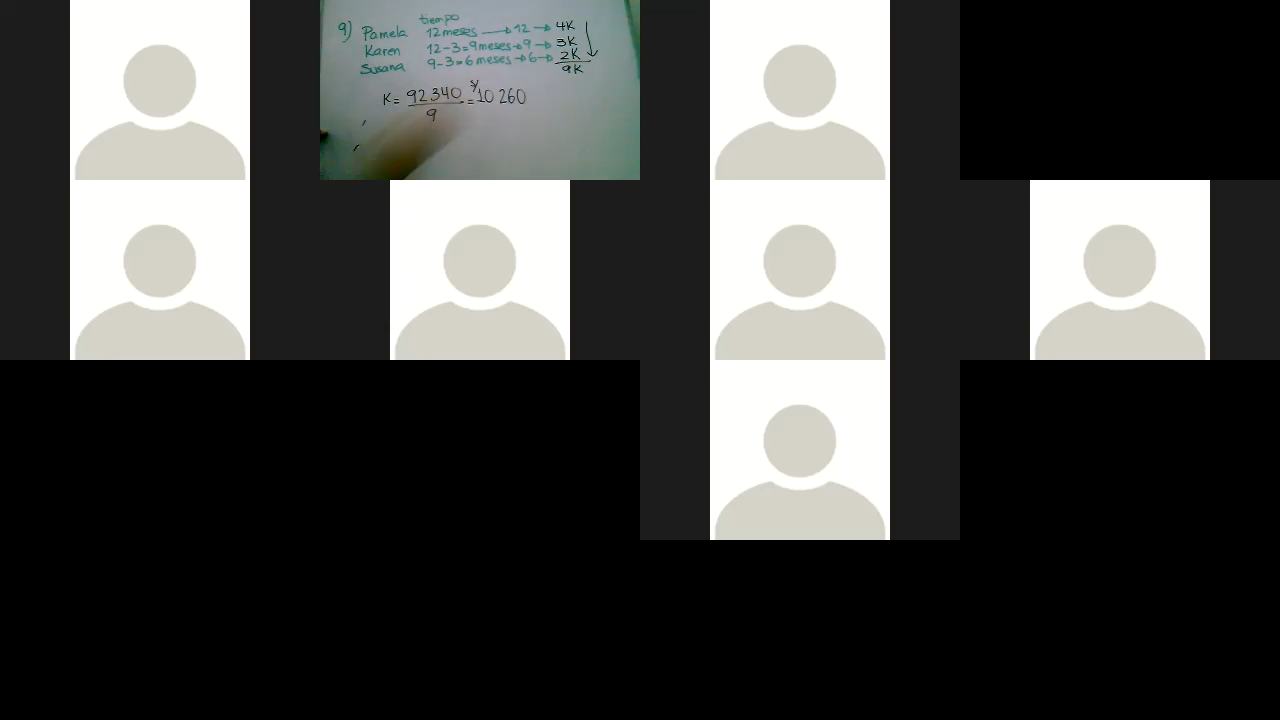 tiempo
9) Pamela 12 meses → 12 → 4K
Karen 12-3=9 meses → 9 → 3K
Susana 9-3=6 meses → 6 → 2K
9K
K = 92 340 / 9 = S/ 10 260